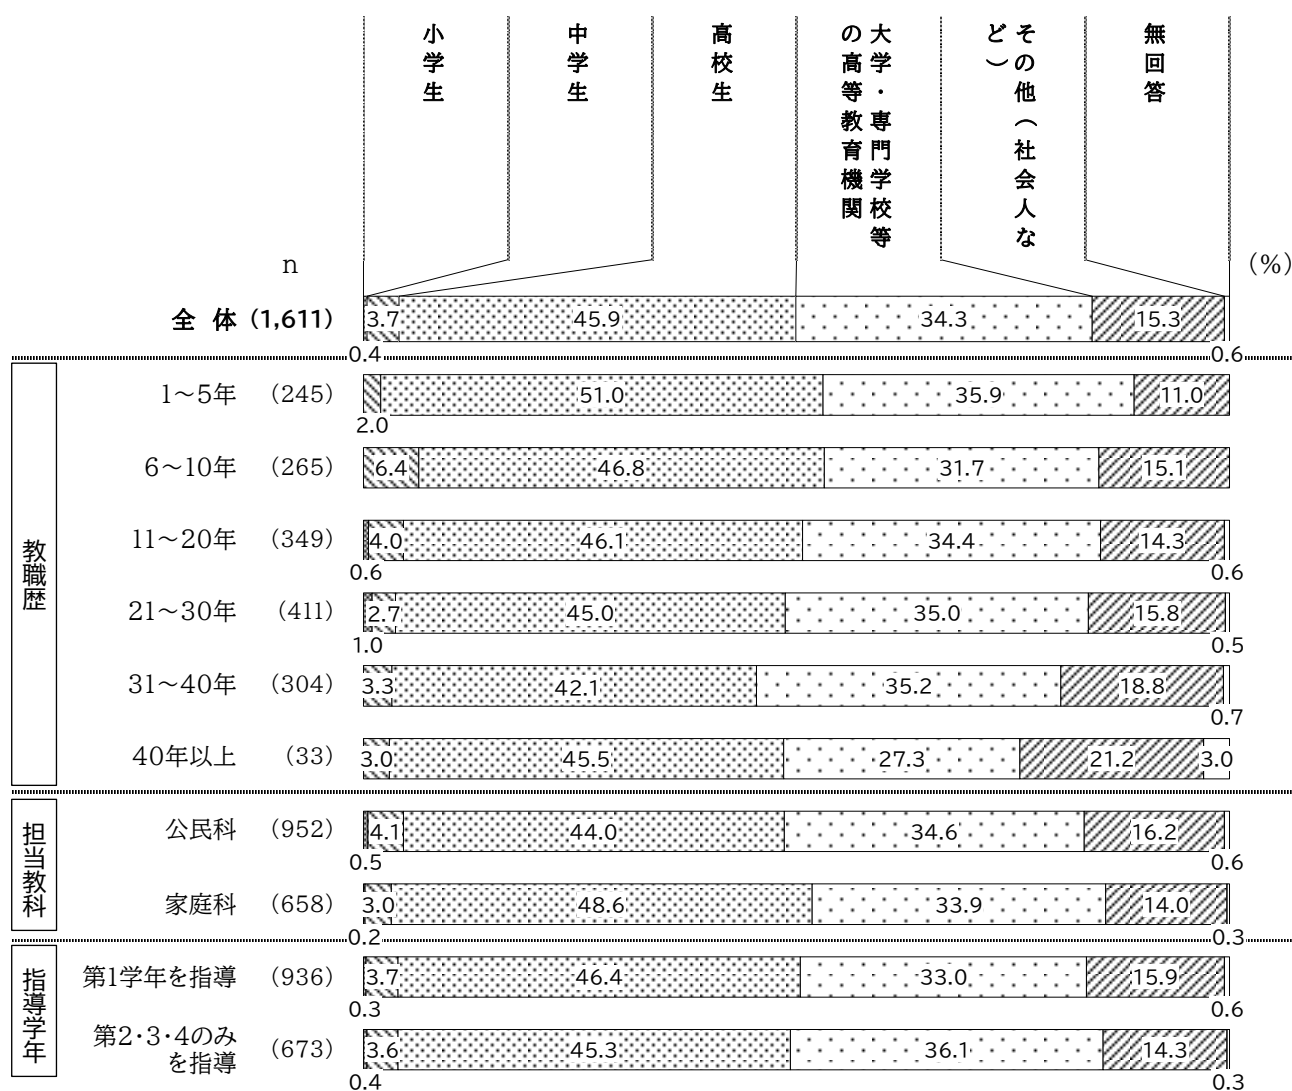 小学生
中学生
高校生
大学・専門学校等
の高等教育機関
その他(社会人な
ど)
無回答
n
(%)
全 体 (1,611) 3.7 45.9 34.3 15.3
0.4 0.6
教職歴
1～5年 (245) 51.0 35.9 11.0
2.0
6～10年 (265) 6.4 46.8 31.7 15.1
11～20年 (349) 4.0 46.1 34.4 14.3
0.6 0.6
21～30年 (411) 2.7 45.0 35.0 15.8
1.0 0.5
31～40年 (304) 3.3 42.1 35.2 18.8
0.7
40年以上 (33) 3.0 45.5 27.3 21.2 3.0
担当教科
公民科 (952) 4.1 44.0 34.6 16.2
0.5 0.6
家庭科 (658) 3.0 48.6 33.9 14.0
0.2 0.3
指導学年
第1学年を指導 (936) 3.7 46.4 33.0 15.9
0.3 0.6
第2・3・4のみ
を指導 (673) 3.6 45.3 36.1 14.3
0.4 0.3